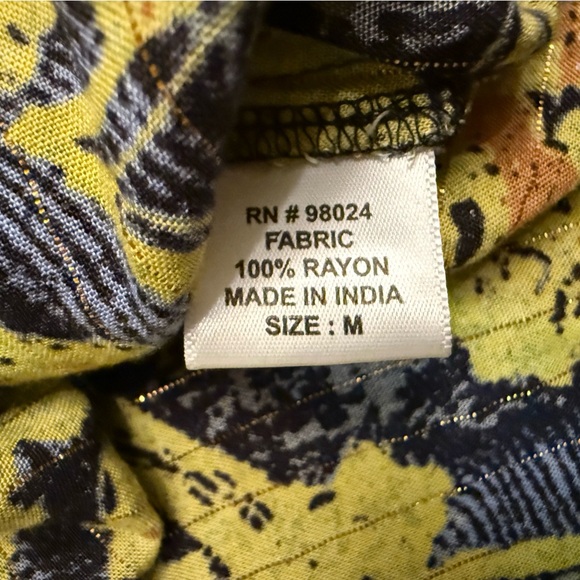 RN # 98024
FABRIC
100% RAYON
MADE IN INDIA
SIZE : M